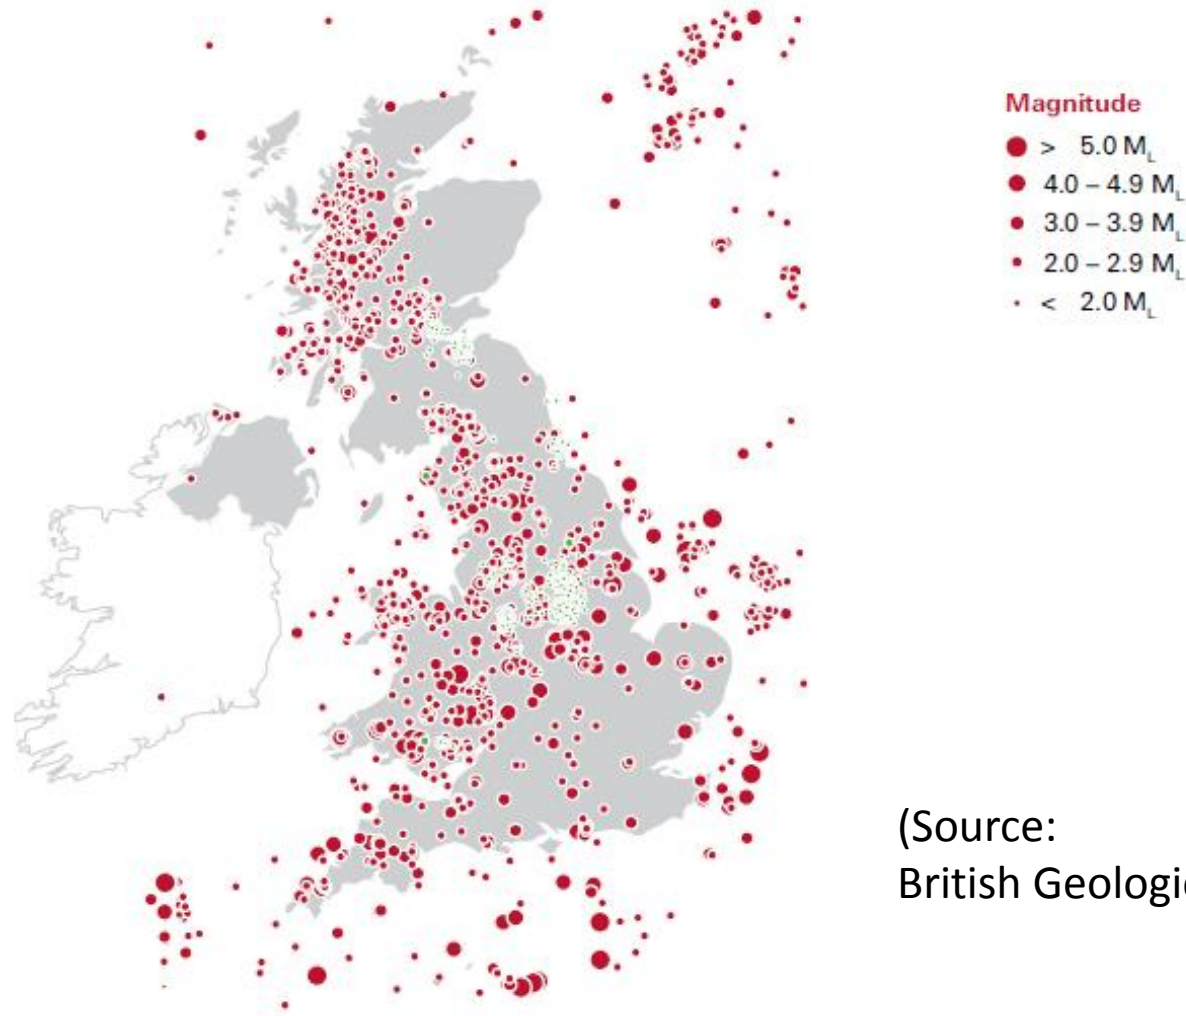 Magnitude
> 5.0 ML
4.0 – 4.9 ML
3.0 – 3.9 ML
2.0 – 2.9 ML
< 2.0 ML
(Source:
British Geologi